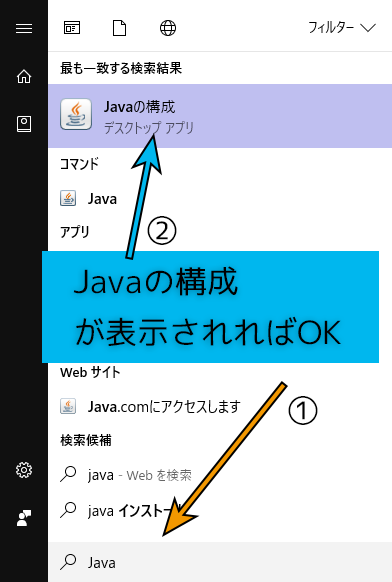 フィルター
最も一致する検索結果
Javaの構成
デスクトップ アプリ
コマンド
Java
②
アプリ
Javaの構成
が表示されればOK
Web サイト
Java.comにアクセスします
①
検索候補
java - Web を検索
java インストー
Java